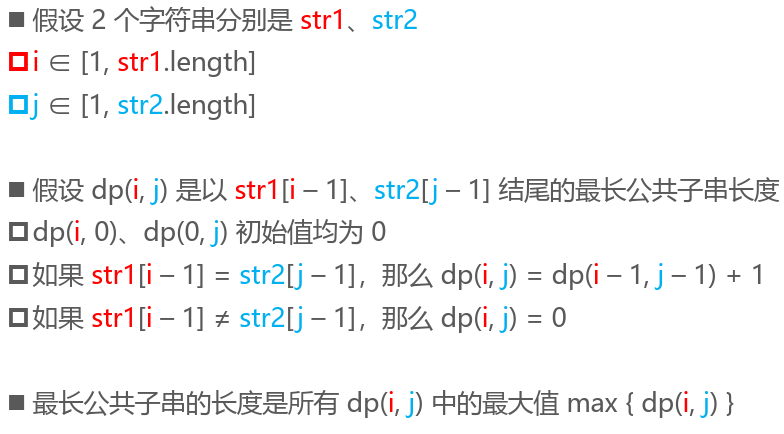 ■ 假设 2 个字符串分别是 str1、str2
i ∈ [1, str1.length]
j ∈ [1, str2.length]
■ 假设 dp(i, j) 是以 str1[i – 1]、str2[j – 1] 结尾的最长公共子串长度
dp(i, 0)、dp(0, j) 初始值均为 0
如果 str1[i – 1] = str2[j – 1]，那么 dp(i, j) = dp(i – 1, j – 1) + 1
如果 str1[i – 1] ≠ str2[j – 1]，那么 dp(i, j) = 0
■ 最长公共子串的长度是所有 dp(i, j) 中的最大值 max { dp(i, j) }